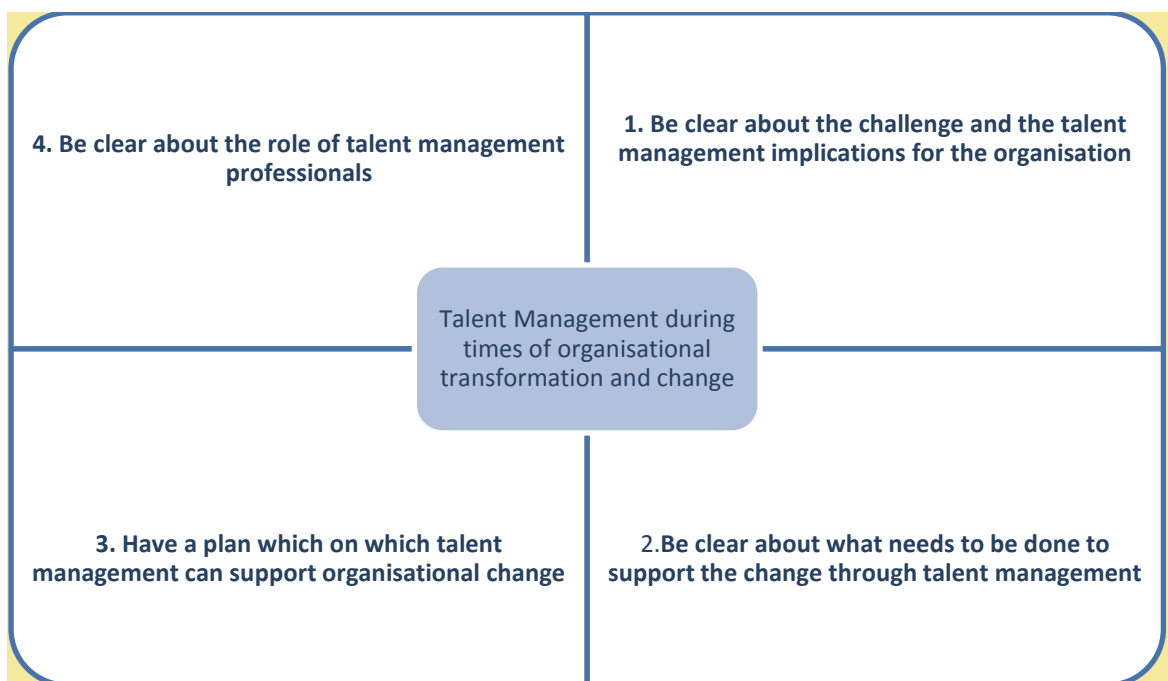 4. Be clear about the role of talent management
professionals
1. Be clear about the challenge and the talent
management implications for the organisation
Talent Management during
times of organisational
transformation and change
3. Have a plan which on which talent
management can support organisational change
2.Be clear about what needs to be done to
support the change through talent management